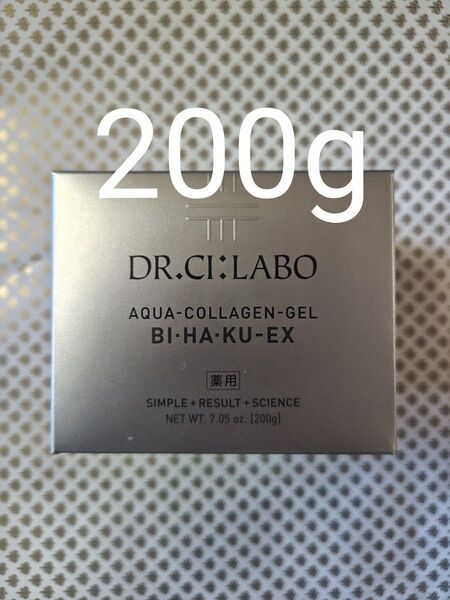 200g
DR.CI:LABO
AQUA-COLLAGEN-GEL
BI·HA·KU-EX
薬用
SIMPLE+RESULT+SCIENCE
NET WT. 7.05 oz. [200g]